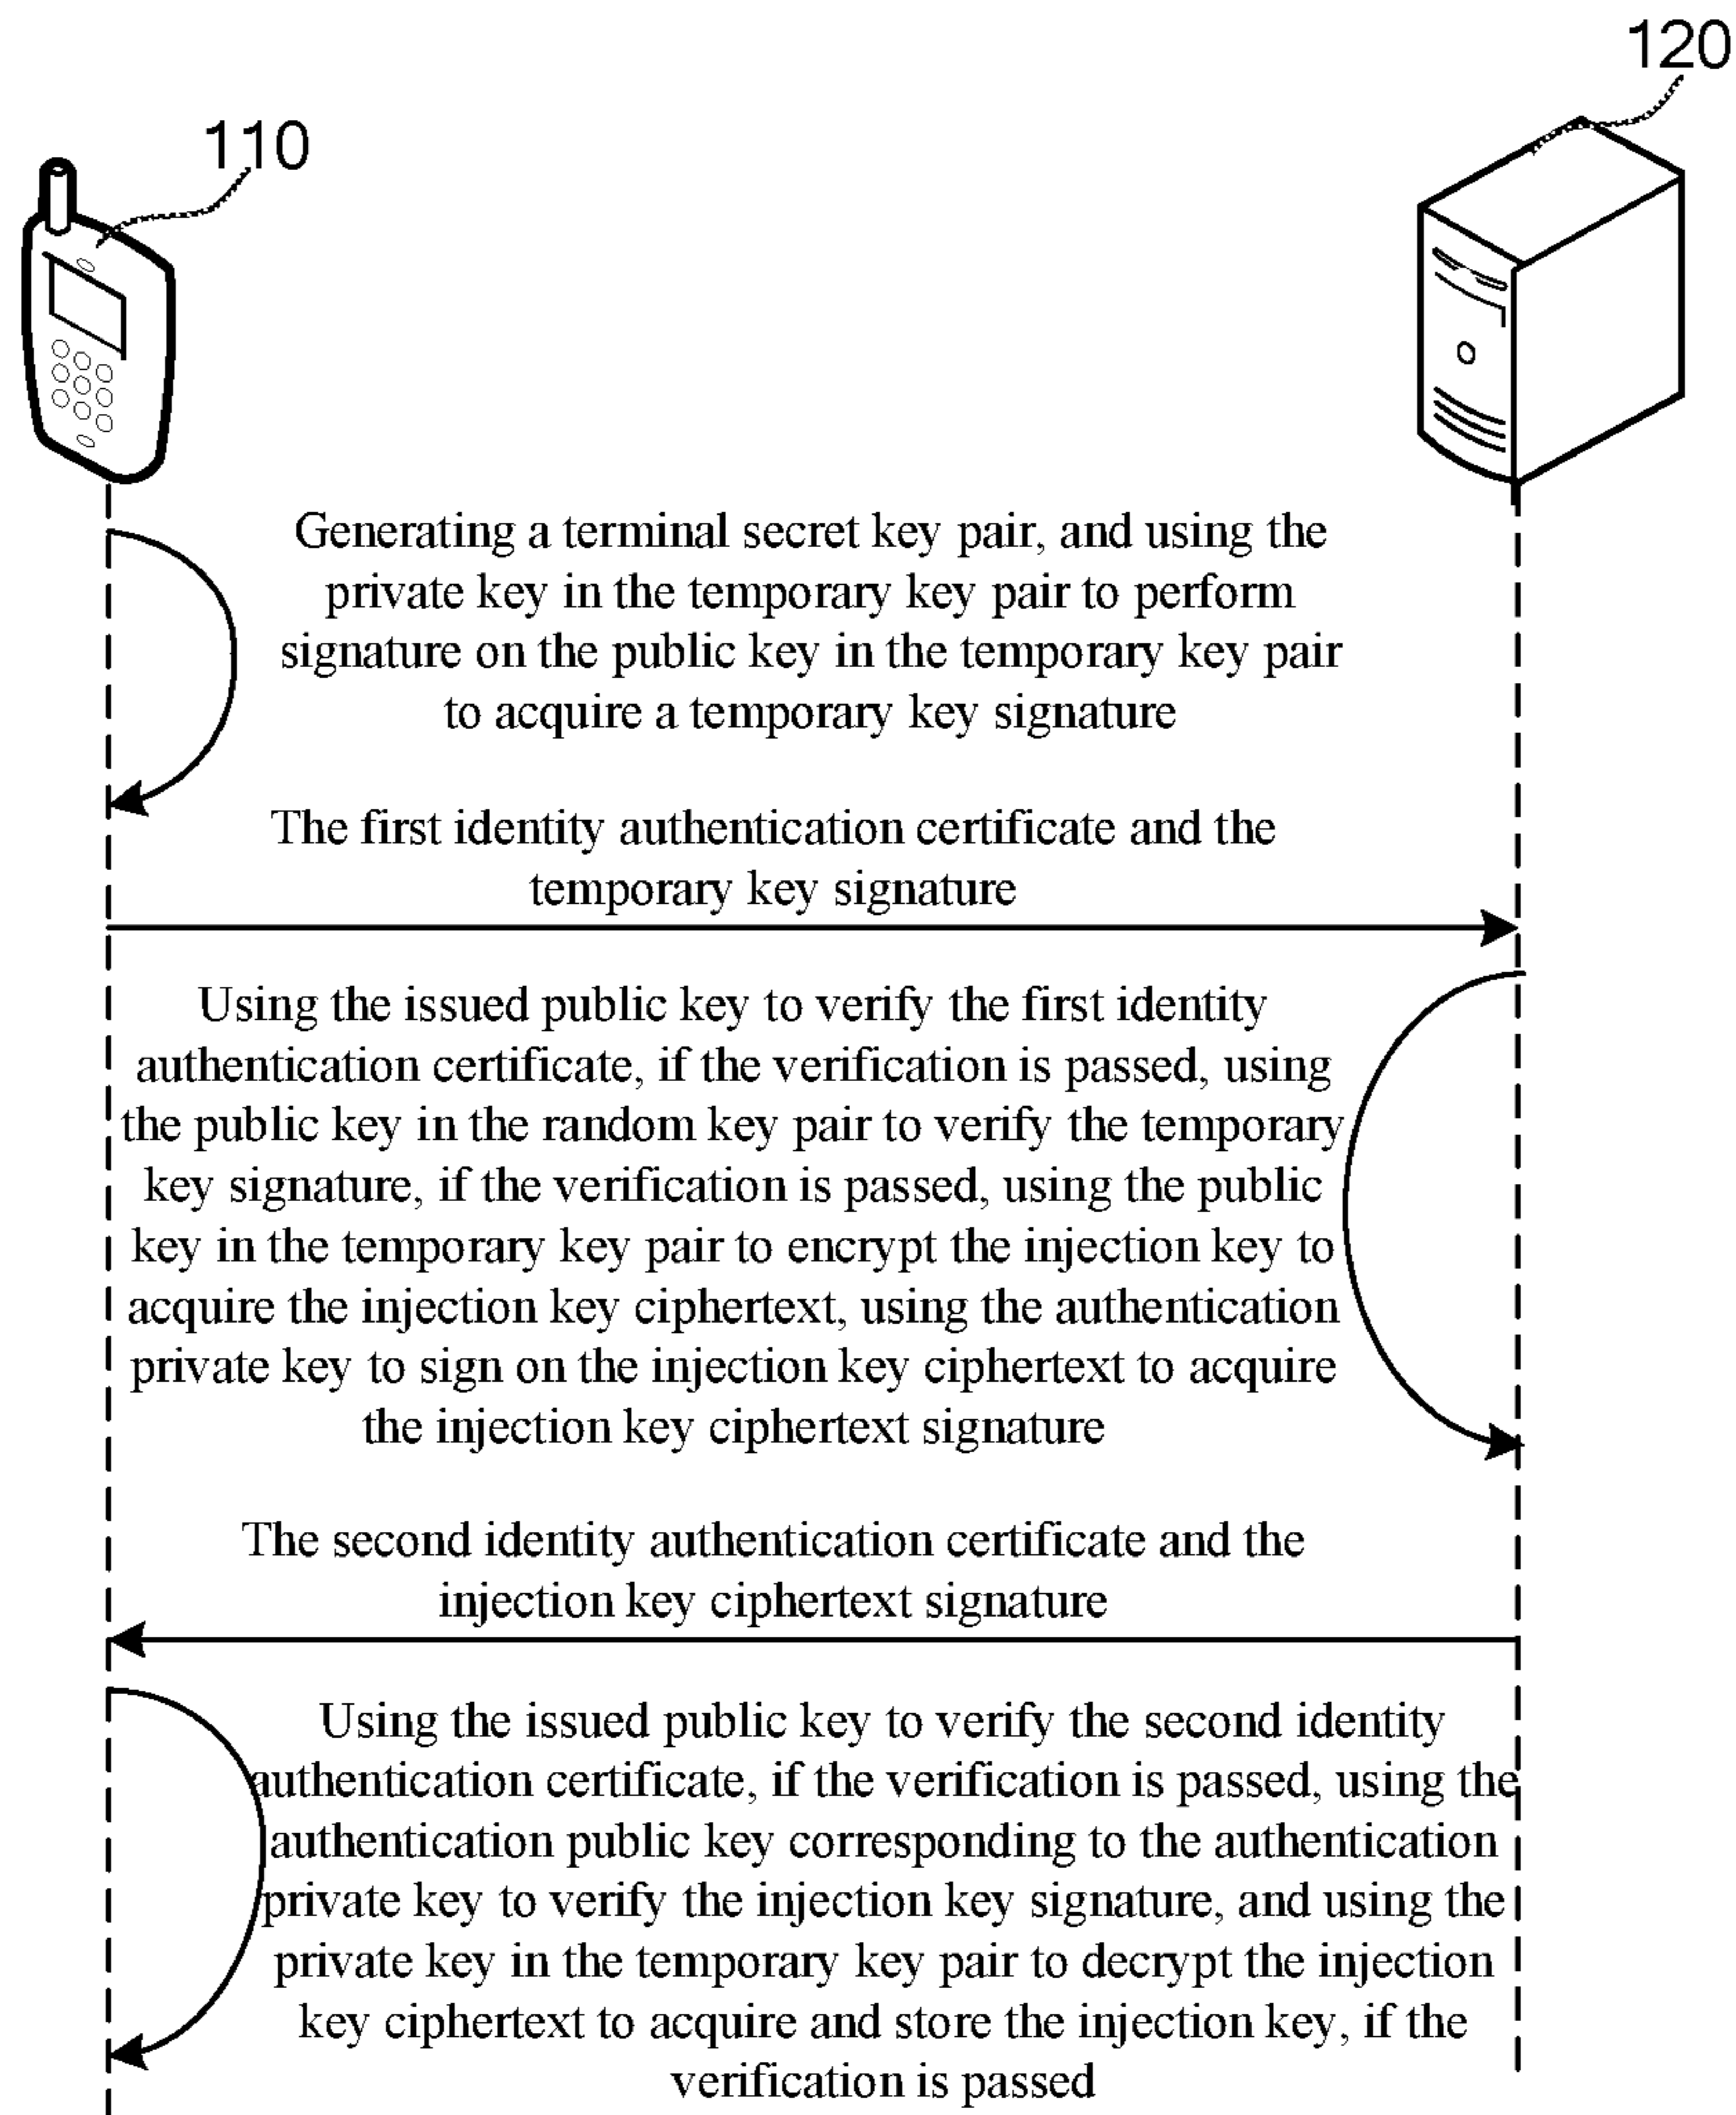 120
110
Generating a terminal secret key pair, and using the
private key in the temporary key pair to perform
signature on the public key in the temporary key pair
to acquire a temporary key signature
The first identity authentication certificate and the
temporary key signature
Using the issued public key to verify the first identity
authentication certificate, if the verification is passed, using
the public key in the random key pair to verify the temporary
key signature, if the verification is passed, using the public
key in the temporary key pair to encrypt the injection key to
acquire the injection key ciphertext, using the authentication
private key to sign on the injection key ciphertext to acquire
the injection key ciphertext signature
The second identity authentication certificate and the
injection key ciphertext signature
Using the issued public key to verify the second identity
authentication certificate, if the verification is passed, using the
authentication public key corresponding to the authentication
private key to verify the injection key signature, and using the
private key in the temporary key pair to decrypt the injection
key ciphertext to acquire and store the injection key, if the
verification is passed